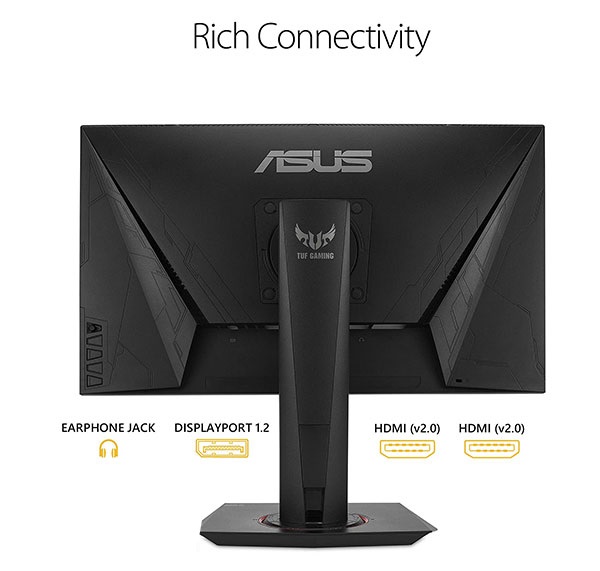 Rich Connectivity
ASUS
TUF GAMING
EARPHONE JACK
DISPLAYPORT 1.2
HDMI (v2.0)
HDMI (v2.0)